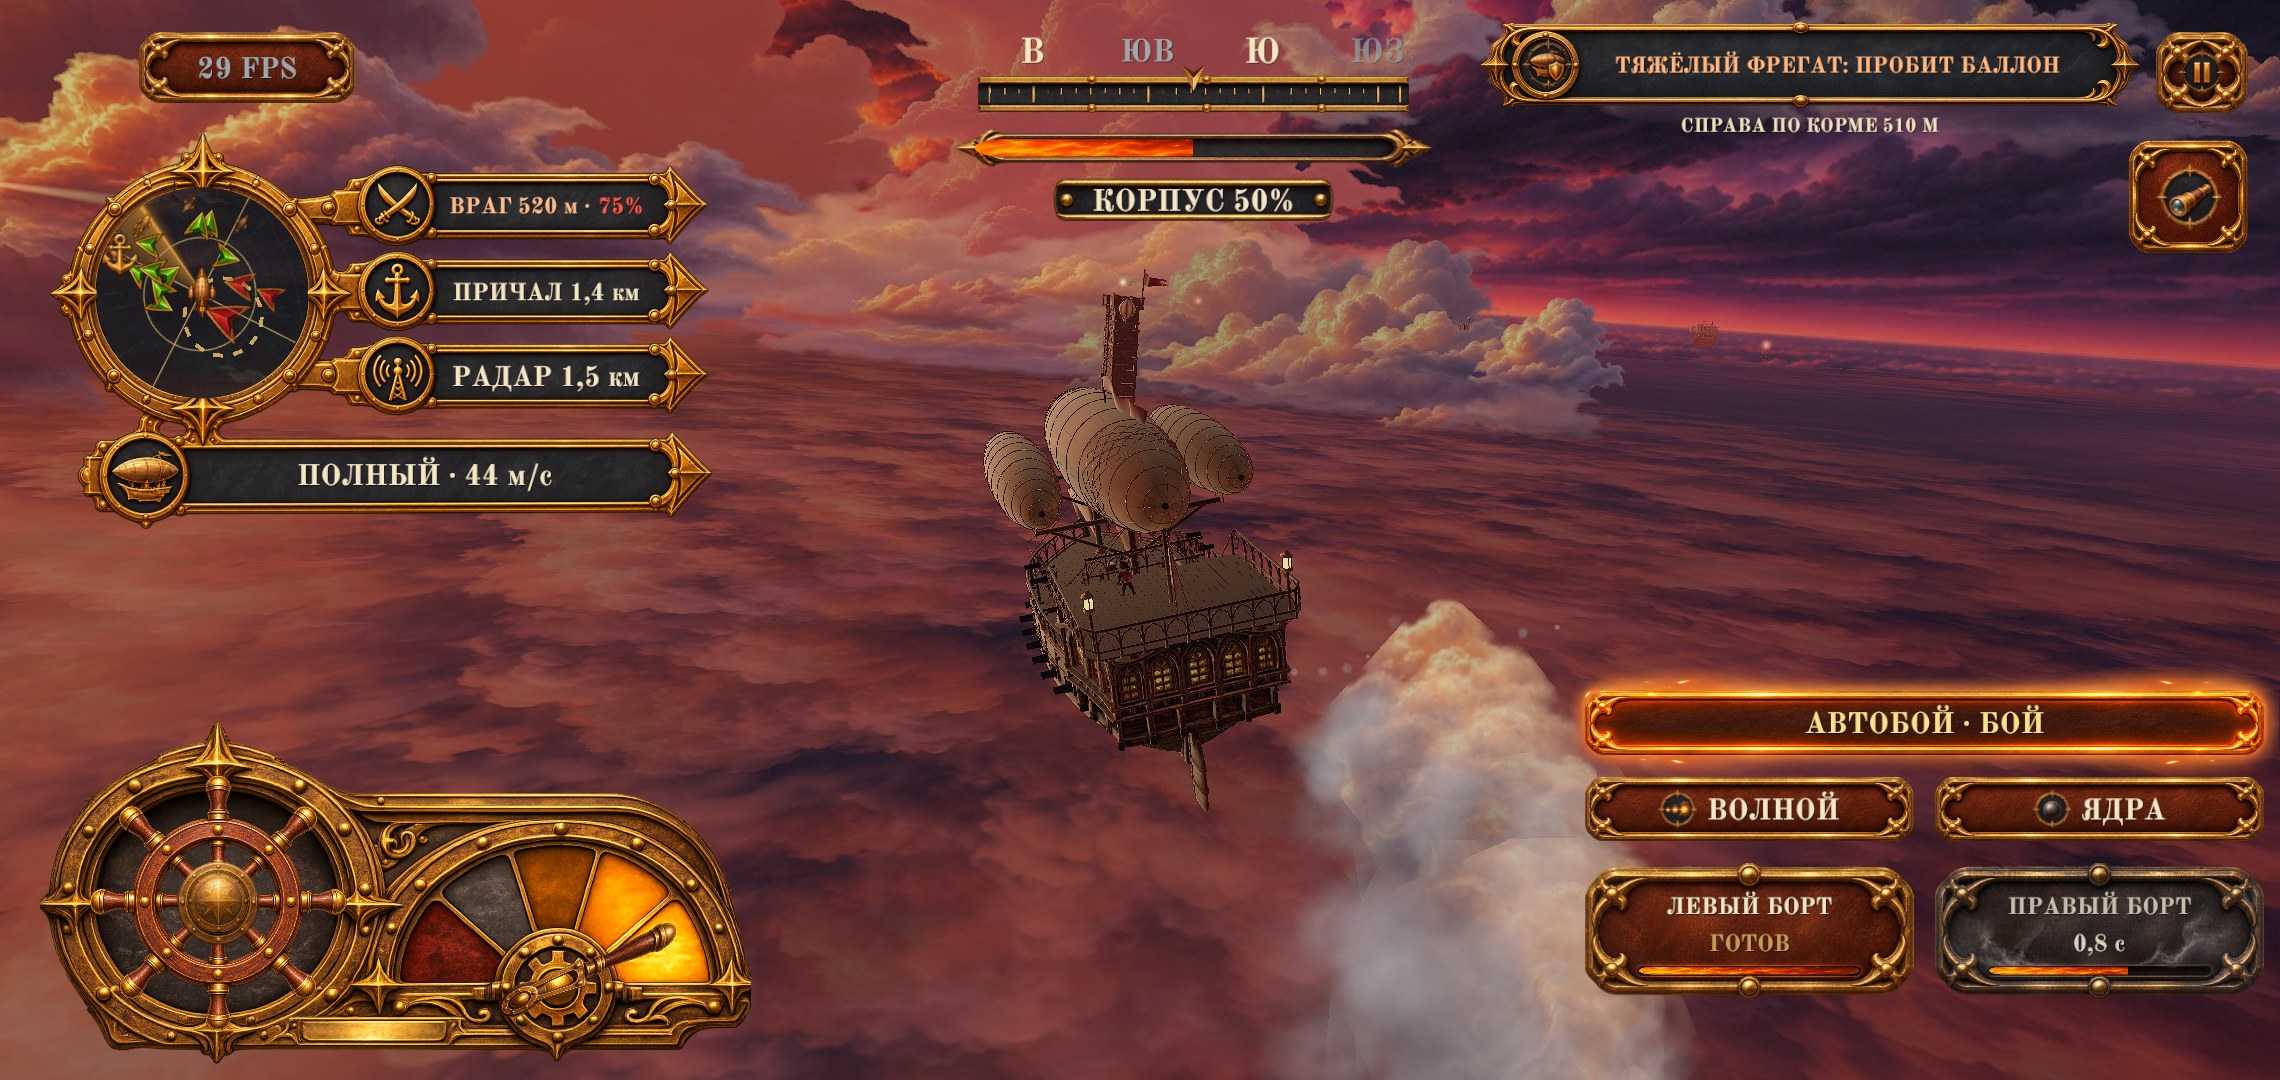 29 FPS
В ЮВ Ю ЮЗ
ТЯЖЁЛЫЙ ФРЕГАТ: ПРОБИТ БАЛЛОН
СПРАВА ПО КОРМЕ 510 М
КОРПУС 50%
ВРАГ 520 м · 75%
ПРИЧАЛ 1,4 км
РАДАР 1,5 км
ПОЛНЫЙ · 44 м/с
АВТОБОЙ · БОЙ
ВОЛНОЙ
ЯДРА
ЛЕВЫЙ БОРТ
ГОТОВ
ПРАВЫЙ БОРТ
0,8 с